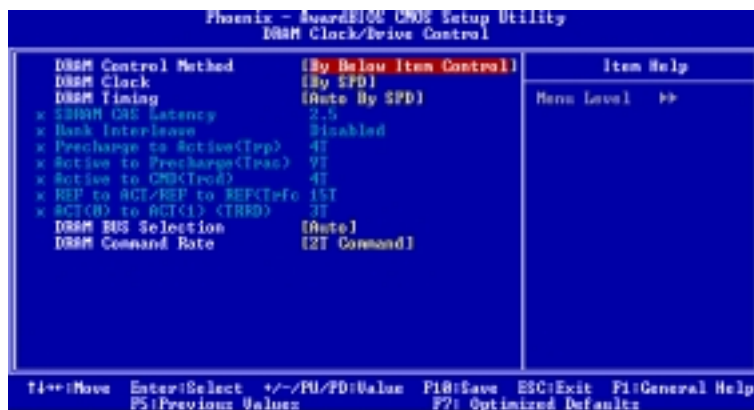 Phoenix - AwardBIOS CMOS Setup Utility
DRAM Clock/Drive Control
DRAM Control Method [By Below Item Control]
DRAM Clock [By SPD]
DRAM Timing [Auto By SPD]
x SDRAM CAS Latency 2.5
x Bank Interleave Disabled
x Precharge to Active(Trp) 4T
x Active to Precharge(Tras) 9T
x Active to CMD(Trcd) 4T
x REF to ACT/REF to REF(Trfc 15T
x ACT(0) to ACT(1) (TRRD) 3T
DRAM BUS Selection [Auto]
DRAM Command Rate [2T Command]
Item Help
Menu Level ▶▶
↑↓→←:Move Enter:Select +/-/PU/PD:Value F10:Save ESC:Exit F1:General Help
F5:Previous Values F7: Optimized Defaults